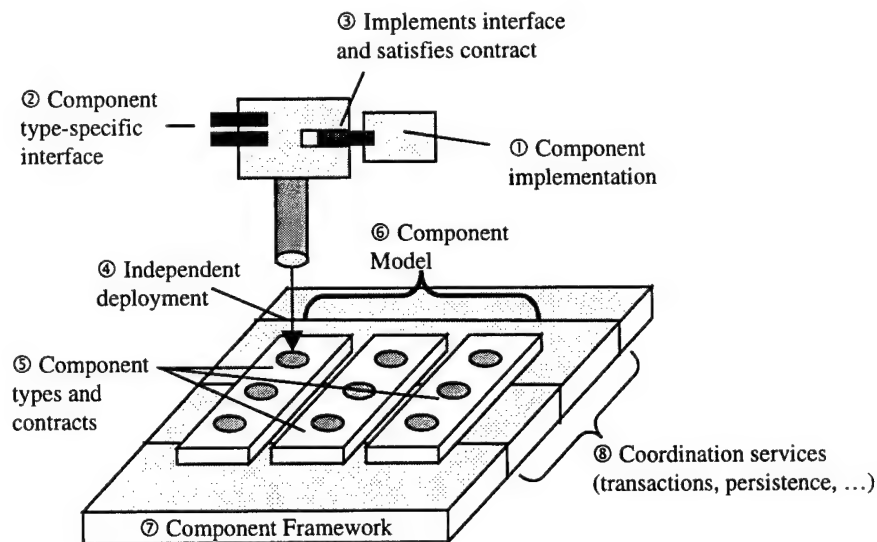 ③ Implements interface
and satisfies contract
② Component
type-specific
interface
① Component
implementation
⑥ Component
Model
④ Independent
deployment
⑤ Component
types and
contracts
⑧ Coordination services
(transactions, persistence, …)
⑦ Component Framework